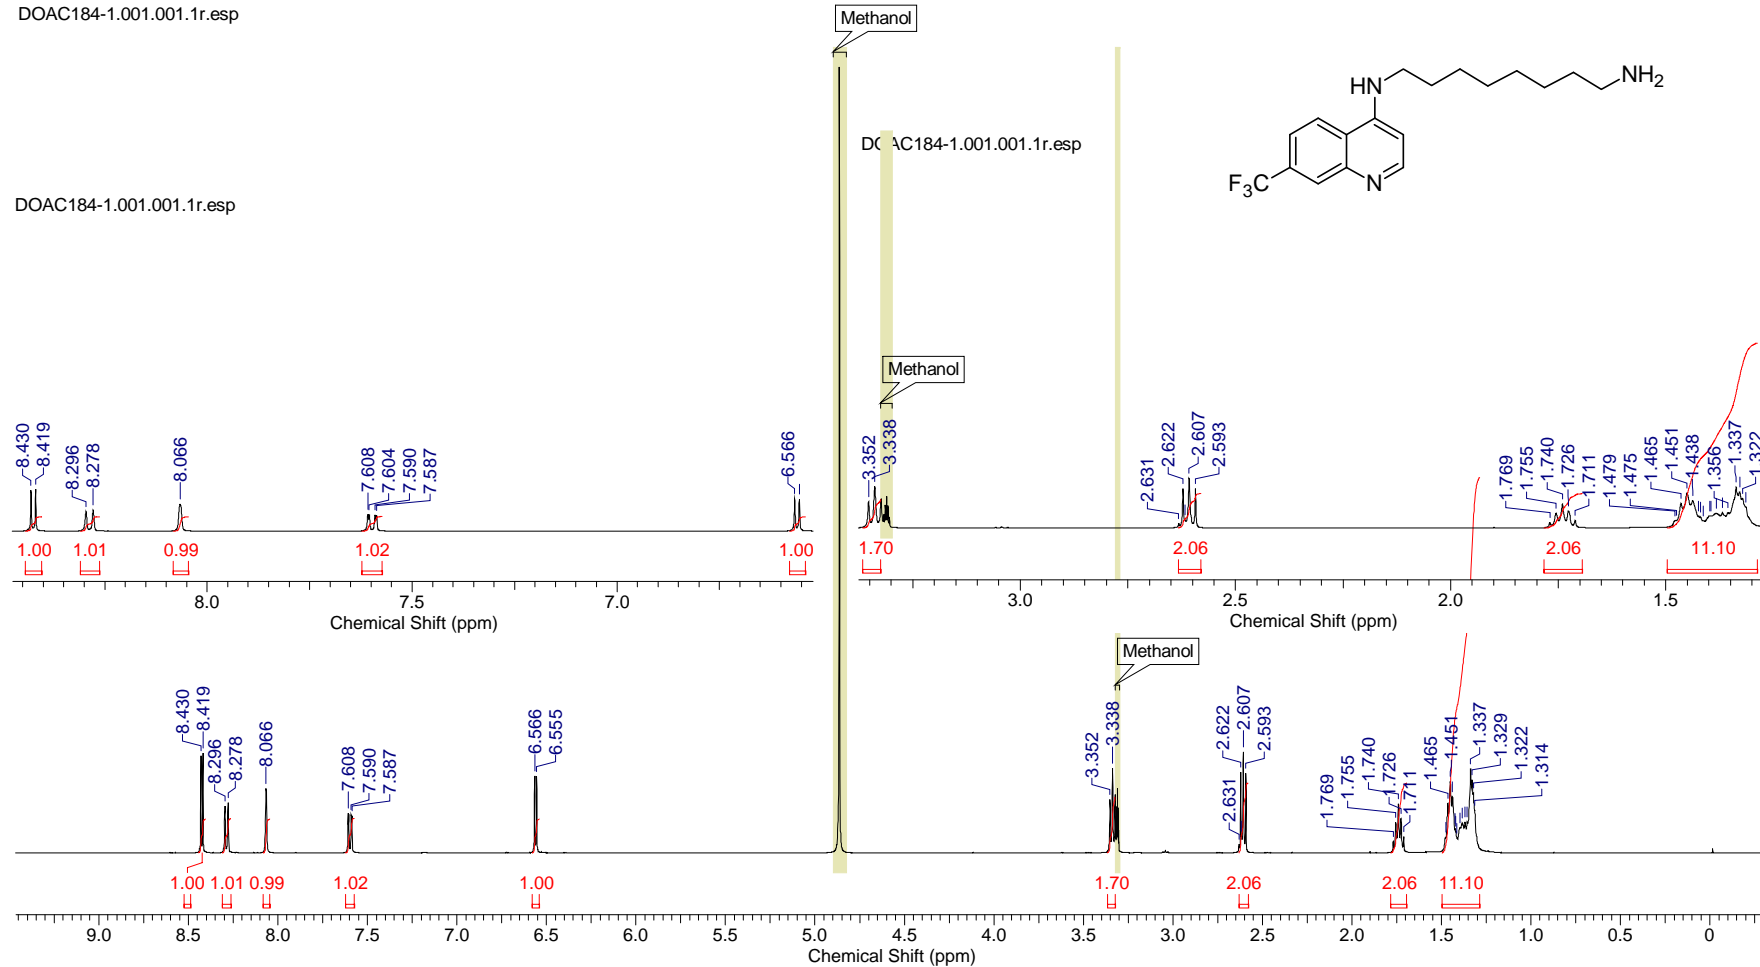 DOAC184-1.001.001.1r.esp
Methanol
HN
NH2
F3C
N
DOAC184-1.001.001.1r.esp
DOAC184-1.001.001.1r.esp
Methanol
8.430
8.419
8.296
8.278
8.066
7.608
7.604
7.590
7.587
6.566
3.352
3.338
2.631
2.622
2.607
2.593
1.769
1.755
1.740
1.726
1.711
1.479
1.475
1.465
1.451
1.438
1.356
1.337
1.322
1.00 1.01 0.99 1.02 1.00
1.70 2.06 2.06 11.10
8.0 7.5 7.0
Chemical Shift (ppm)
3.0 2.5 2.0 1.5
Chemical Shift (ppm)
Methanol
8.430
8.419
8.296
8.278
8.066
7.608
7.590
7.587
6.566
6.555
3.352
3.338
2.631
2.622
2.607
2.593
1.769
1.755
1.740
1.726
1.711
1.465
1.451
1.337
1.329
1.322
1.314
1.00 1.01 0.99 1.02 1.00 1.70 2.06 2.06 11.10
9.0 8.5 8.0 7.5 7.0 6.5 6.0 5.5 5.0 4.5 4.0 3.5 3.0 2.5 2.0 1.5 1.0 0.5 0
Chemical Shift (ppm)